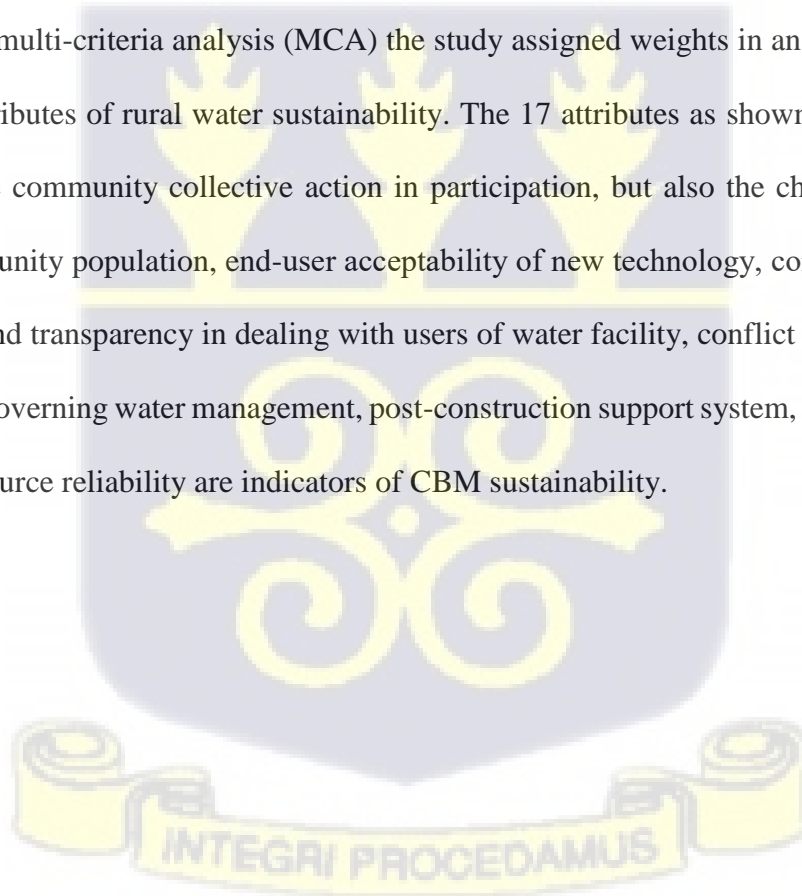 multi-criteria analysis (MCA) the study assigned weights in an
ributes of rural water sustainability. The 17 attributes as shown
community collective action in participation, but also the ch
unity population, end-user acceptability of new technology, co
nd transparency in dealing with users of water facility, conflict
overning water management, post-construction support system,
urce reliability are indicators of CBM sustainability.
INTEGRI PROCEDAMUS